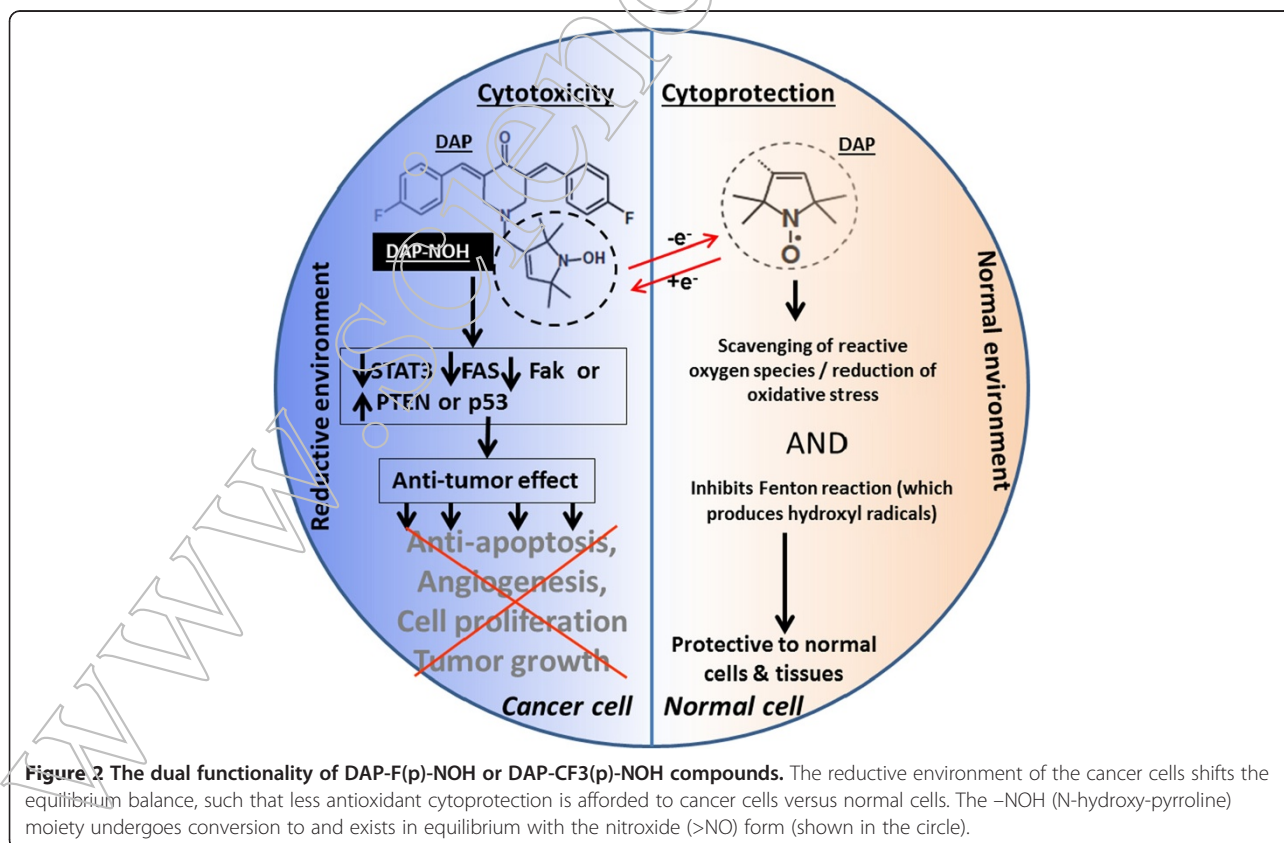 Cytotoxicity
Cytoprotection
DAP
O
F
F
N
DAP-NOH
N–OH
-e⁻
+e⁻
DAP
N
O
Reductive environment
Normal environment
STAT3 FAS Fak or
PTEN or p53
Anti-tumor effect
Anti-apoptosis,
Angiogenesis,
Cell proliferation
Tumor growth
Cancer cell
Scavenging of reactive
oxygen species / reduction of
oxidative stress
AND
Inhibits Fenton reaction (which
produces hydroxyl radicals)
Protective to normal
cells & tissues
Normal cell
Figure 2 The dual functionality of DAP-F(p)-NOH or DAP-CF3(p)-NOH compounds. The reductive environment of the cancer cells shifts the
equilibrium balance, such that less antioxidant cytoprotection is afforded to cancer cells versus normal cells. The –NOH (N-hydroxy-pyrroline)
moiety undergoes conversion to and exists in equilibrium with the nitroxide (>NO) form (shown in the circle).